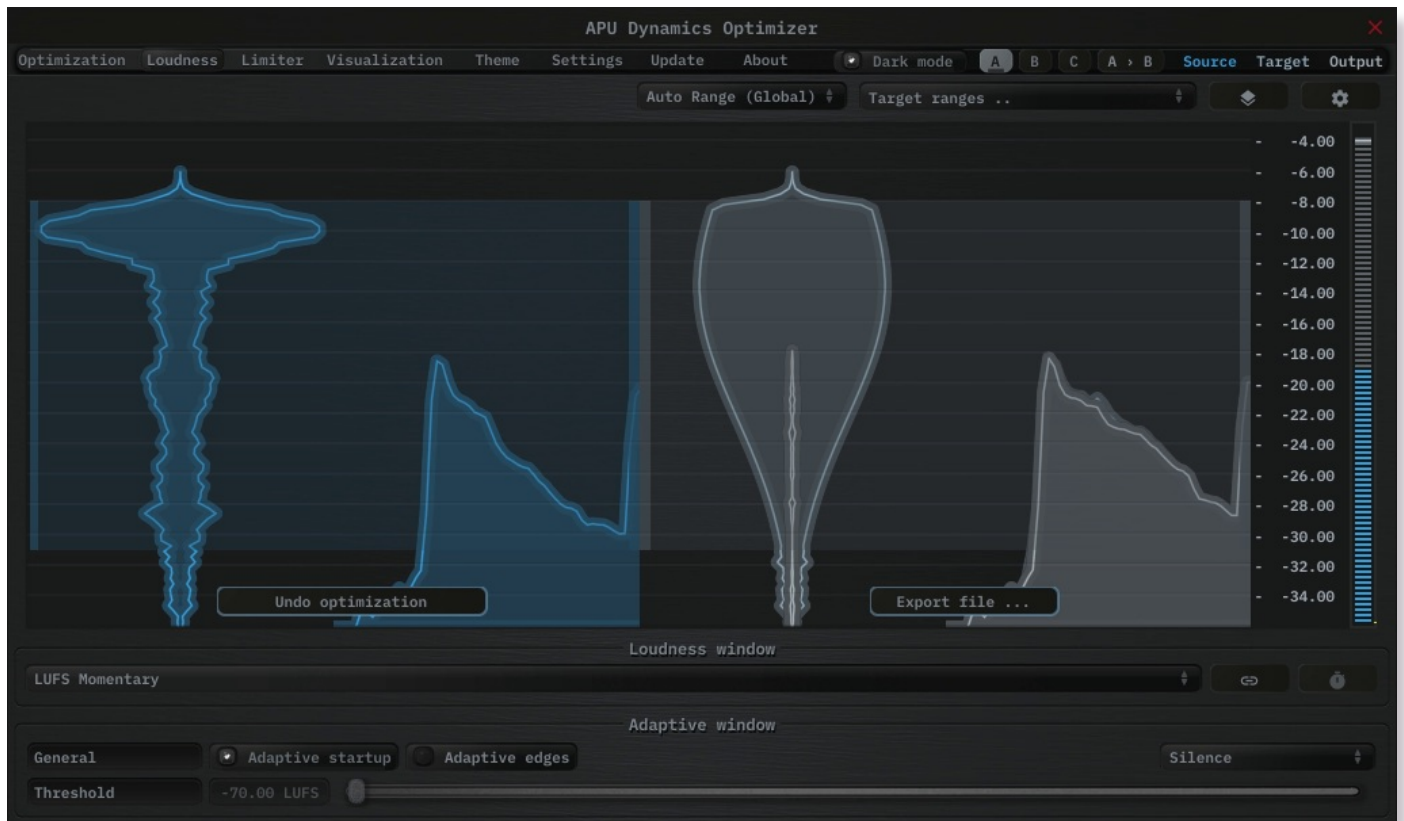 APU Dynamics Optimizer
Optimization Loudness Limiter Visualization Theme Settings Update About Dark mode A B C A › B Source Target Output
Auto Range (Global) Target ranges ..
- -4.00
- -6.00
- -8.00
- -10.00
- -12.00
- -14.00
- -16.00
- -18.00
- -20.00
- -22.00
- -24.00
- -26.00
- -28.00
- -30.00
- -32.00
- -34.00
Undo optimization Export file ...
Loudness window
LUFS Momentary
Adaptive window
General Adaptive startup Adaptive edges Silence
Threshold -70.00 LUFS